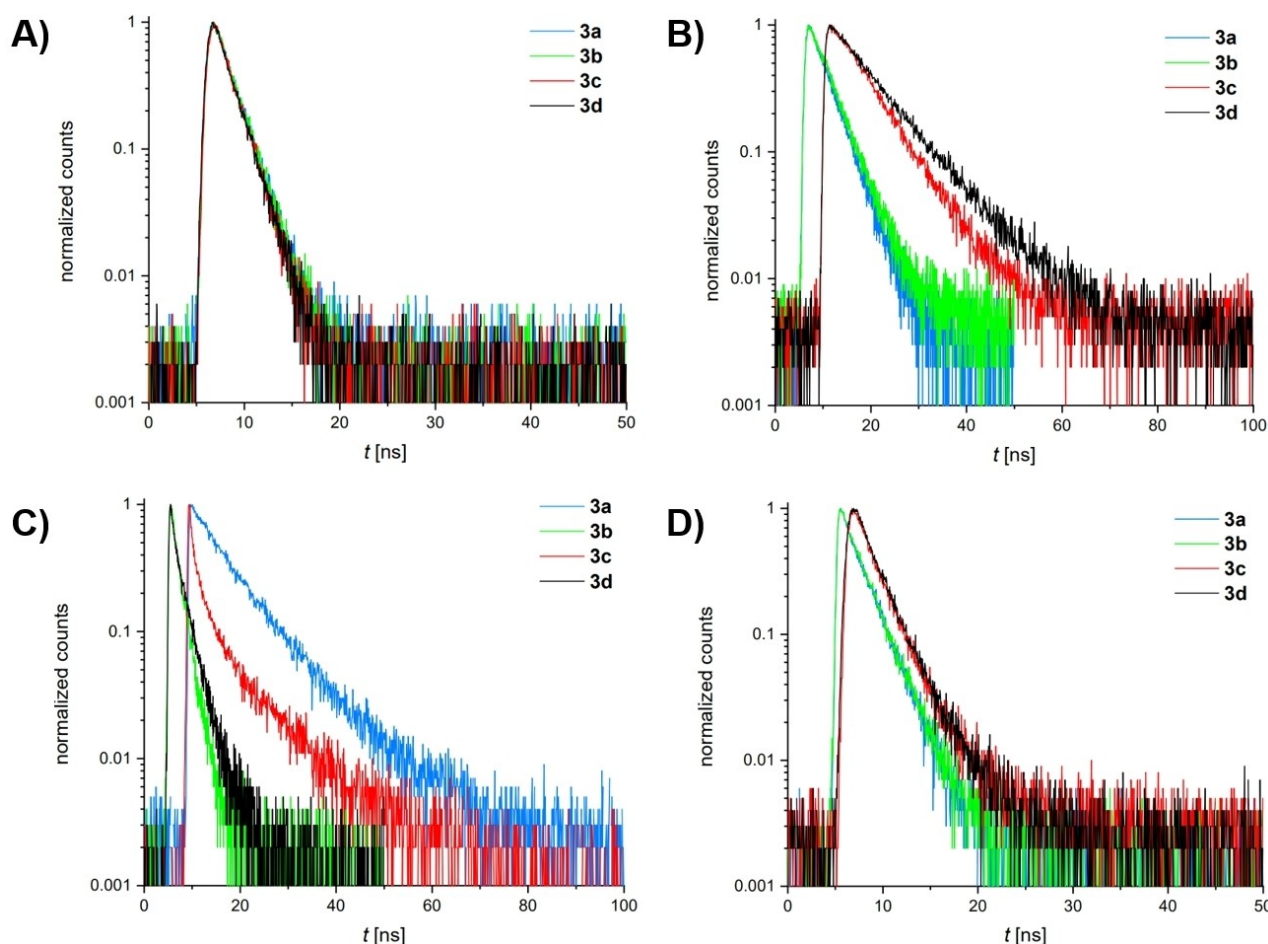 A)
3a
3b
3c
3d
1
0.1
0.01
0.001
normalized counts
0 10 20 30 40 50
t [ns]
B)
3a
3b
3c
3d
1
0.1
0.01
0.001
normalized counts
0 20 40 60 80 100
t [ns]
C)
3a
3b
3c
3d
1
0.1
0.01
0.001
normalized counts
0 20 40 60 80 100
t [ns]
D)
3a
3b
3c
3d
1
0.1
0.01
0.001
normalized counts
0 10 20 30 40 50
t [ns]